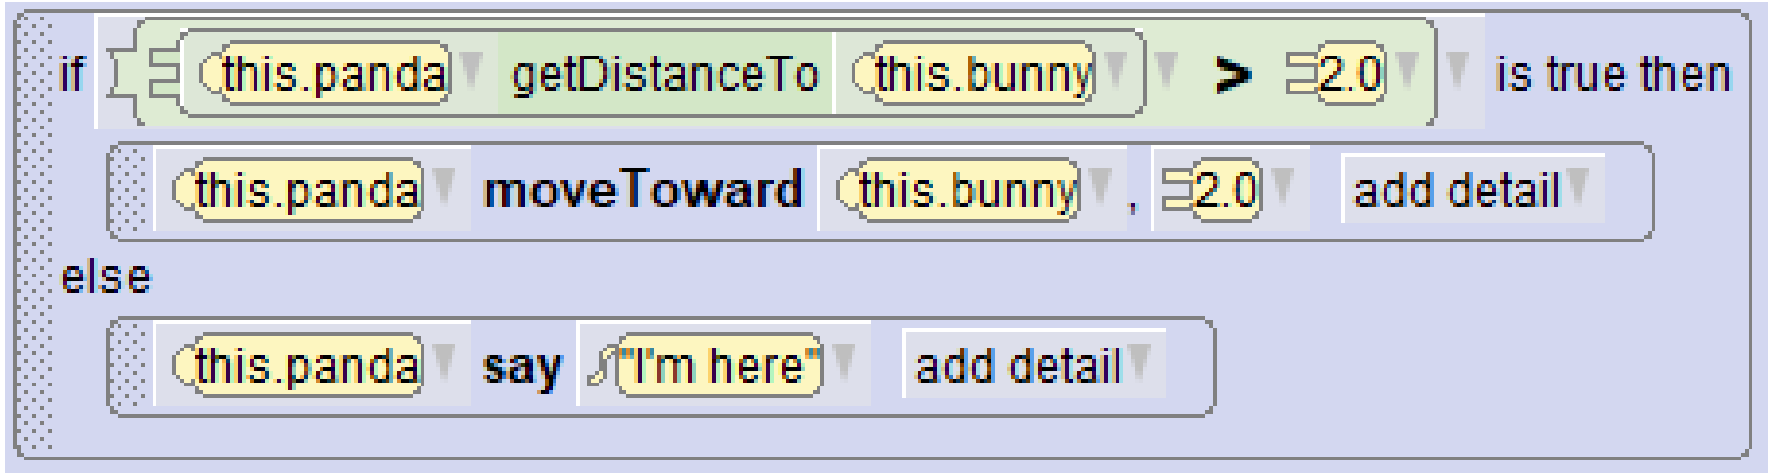 if this.panda getDistanceTo this.bunny > 2.0 is true then
this.panda moveToward this.bunny , 2.0 add detail
else
this.panda say "I'm here" add detail